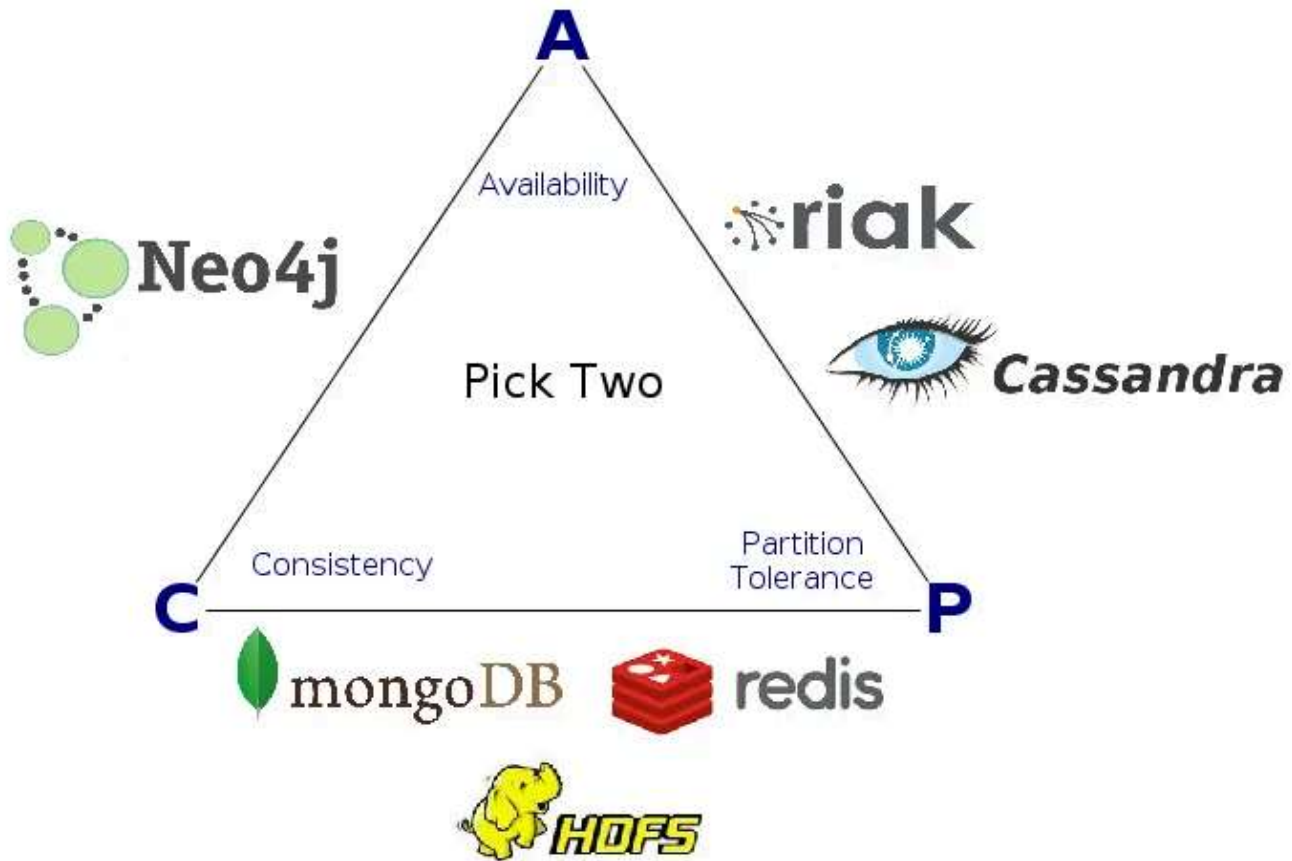 A
Availability
riak
Neo4j
Cassandra
Pick Two
Consistency
Partition
Tolerance
C
P
mongoDB
redis
HDFS